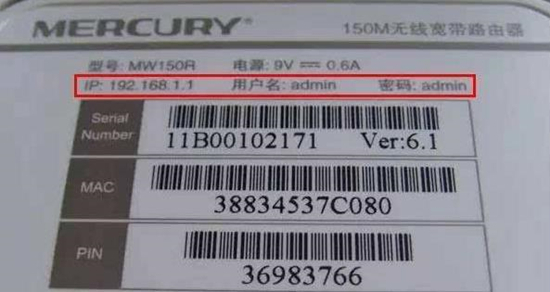 MERCURY® 150M无线宽带路由器
型号: MW150R 电源: 9V⎓0.6A
IP: 192.168.1.1 用户名: admin 密码: admin
Serial Number
11B00102171 Ver:6.1
MAC
38834537C080
PIN
36983766